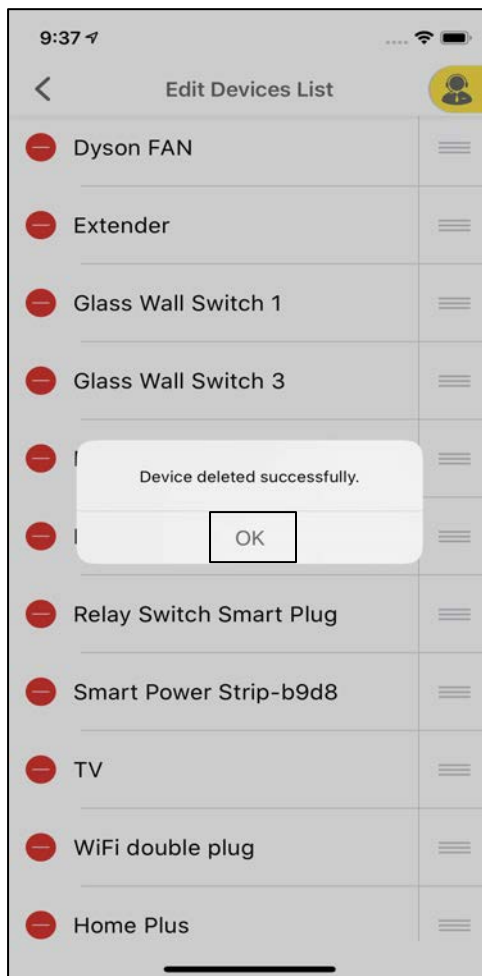 9:37
Edit Devices List
Dyson FAN
Extender
Glass Wall Switch 1
Glass Wall Switch 3
Device deleted successfully.
OK
Relay Switch Smart Plug
Smart Power Strip-b9d8
TV
WiFi double plug
Home Plus